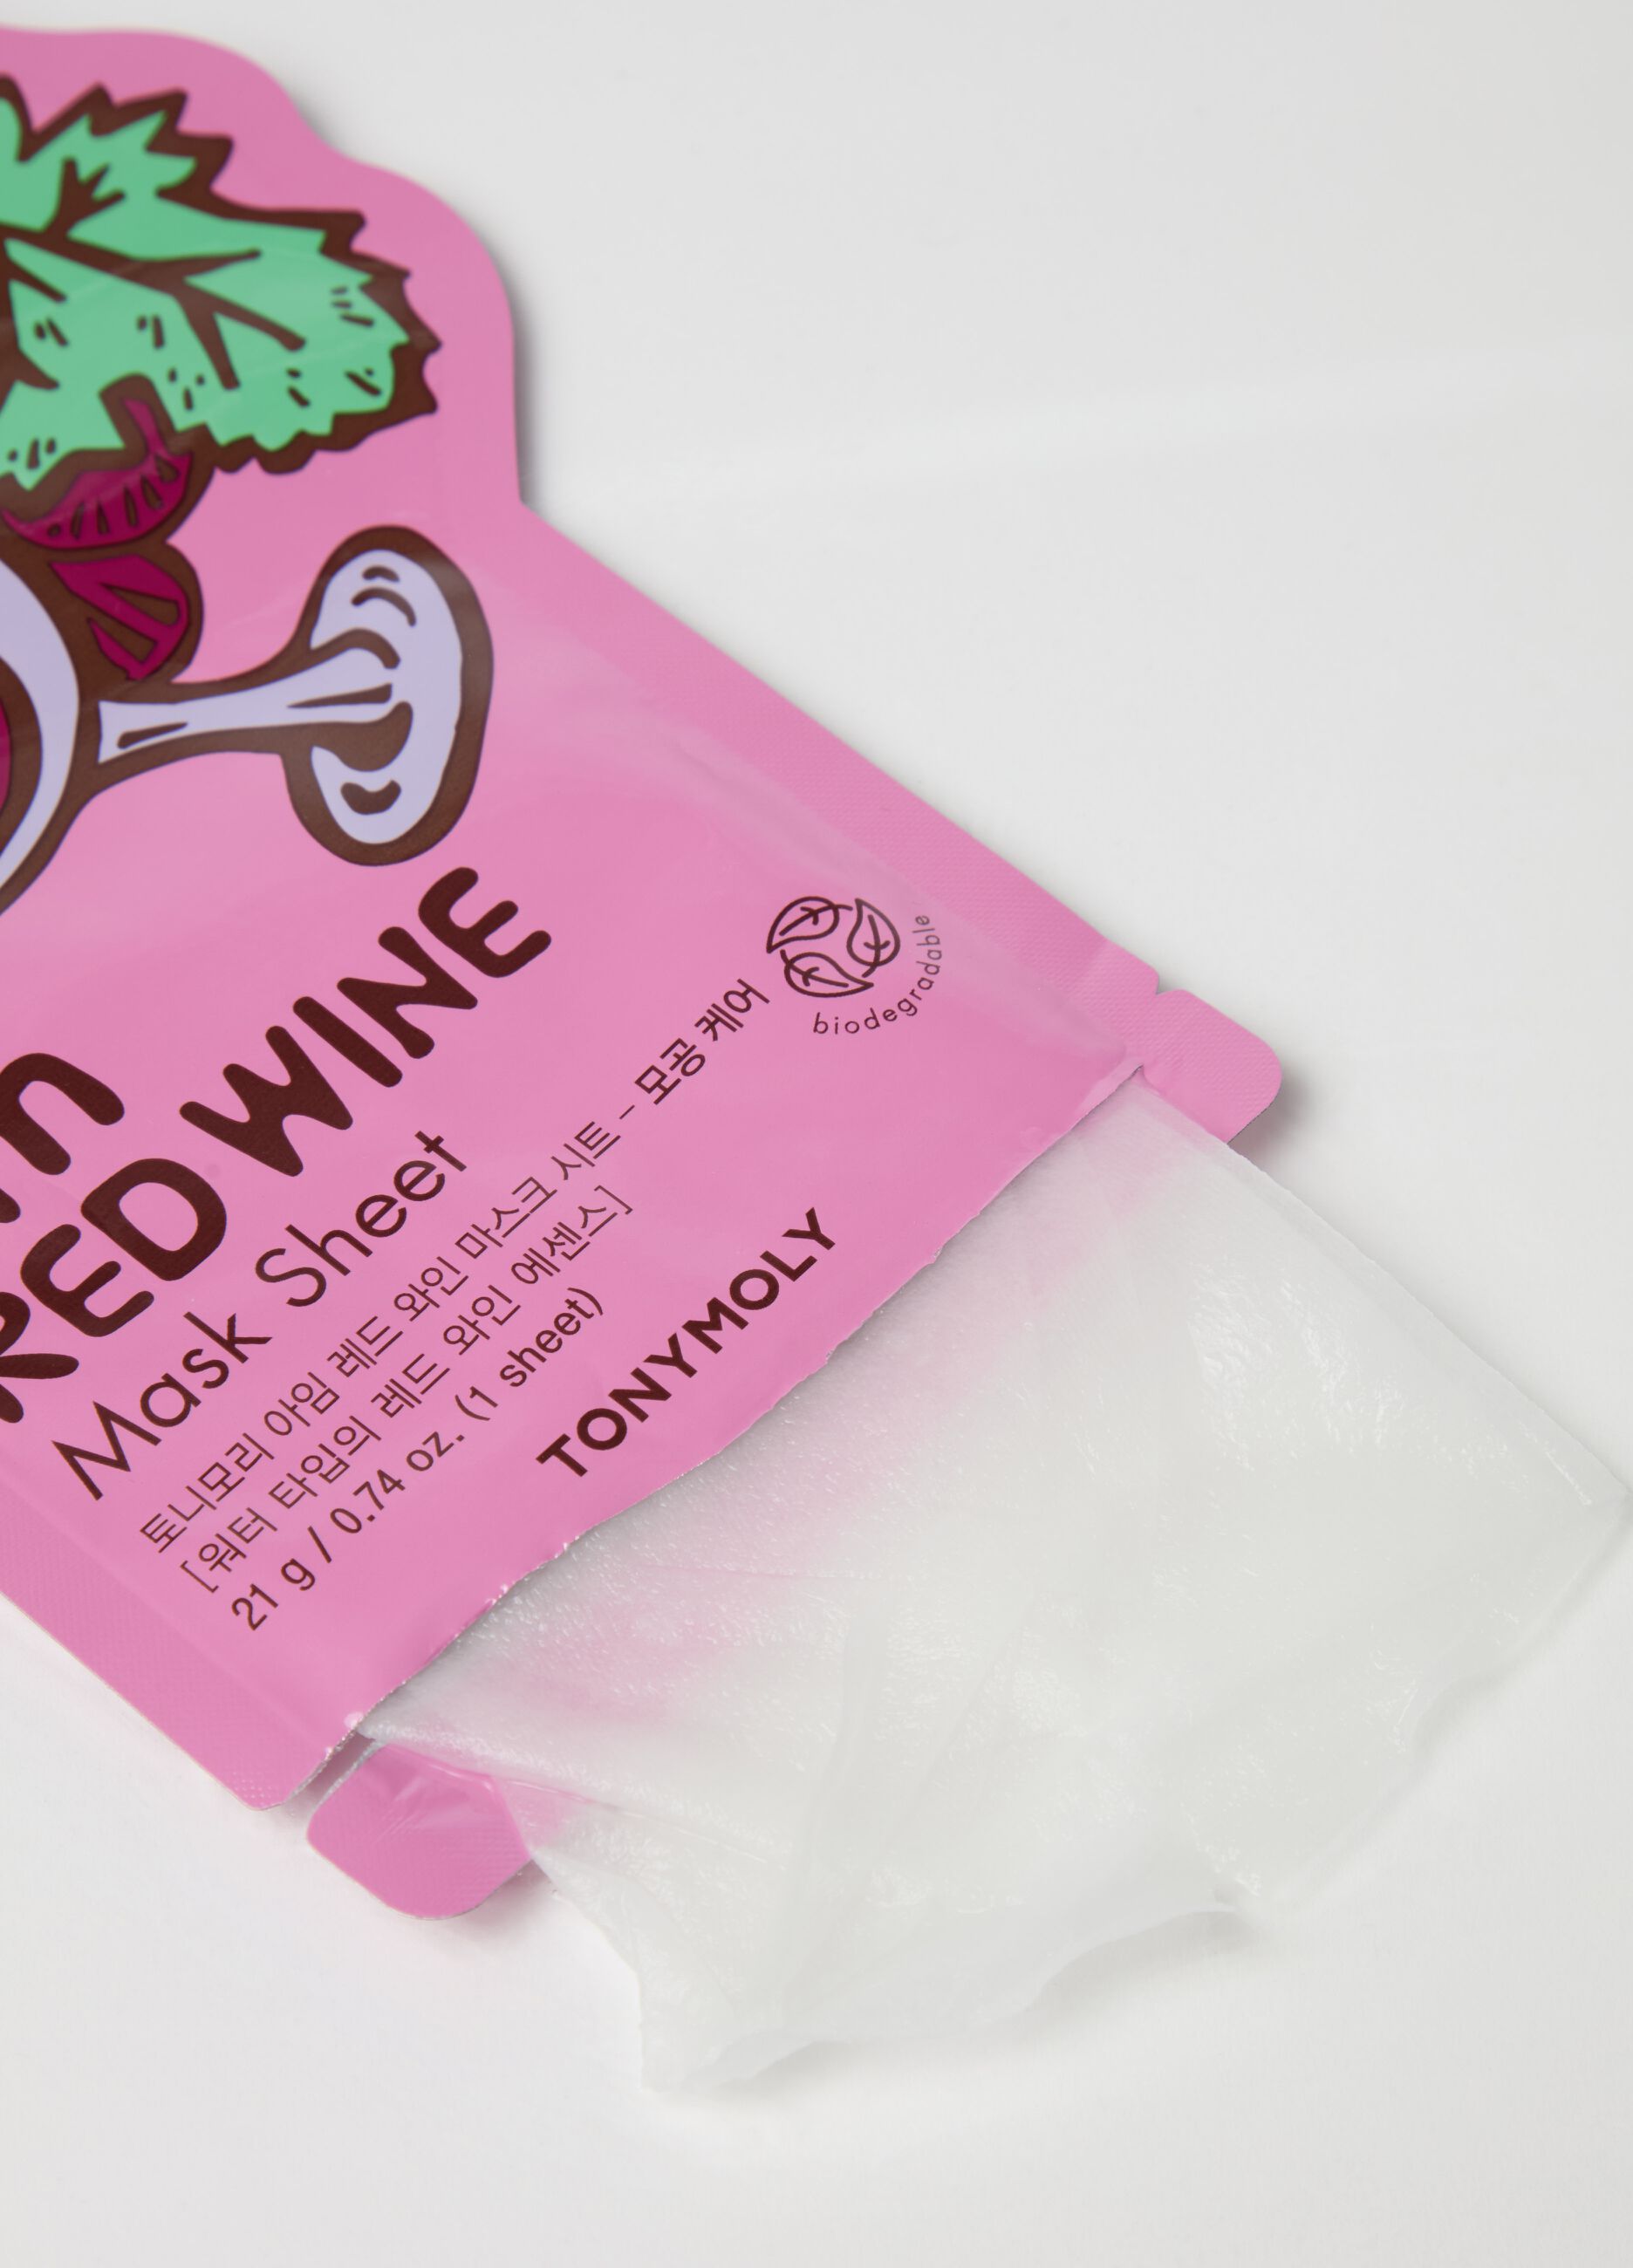 RED WINE
Mask Sheet
토니모리 아임 레드 와인 마스크 시트 - 모공 케어
[워터 타입의 레드 와인 에센스]
21 g / 0.74 oz. (1 sheet)
TONYMOLY
biodegradable